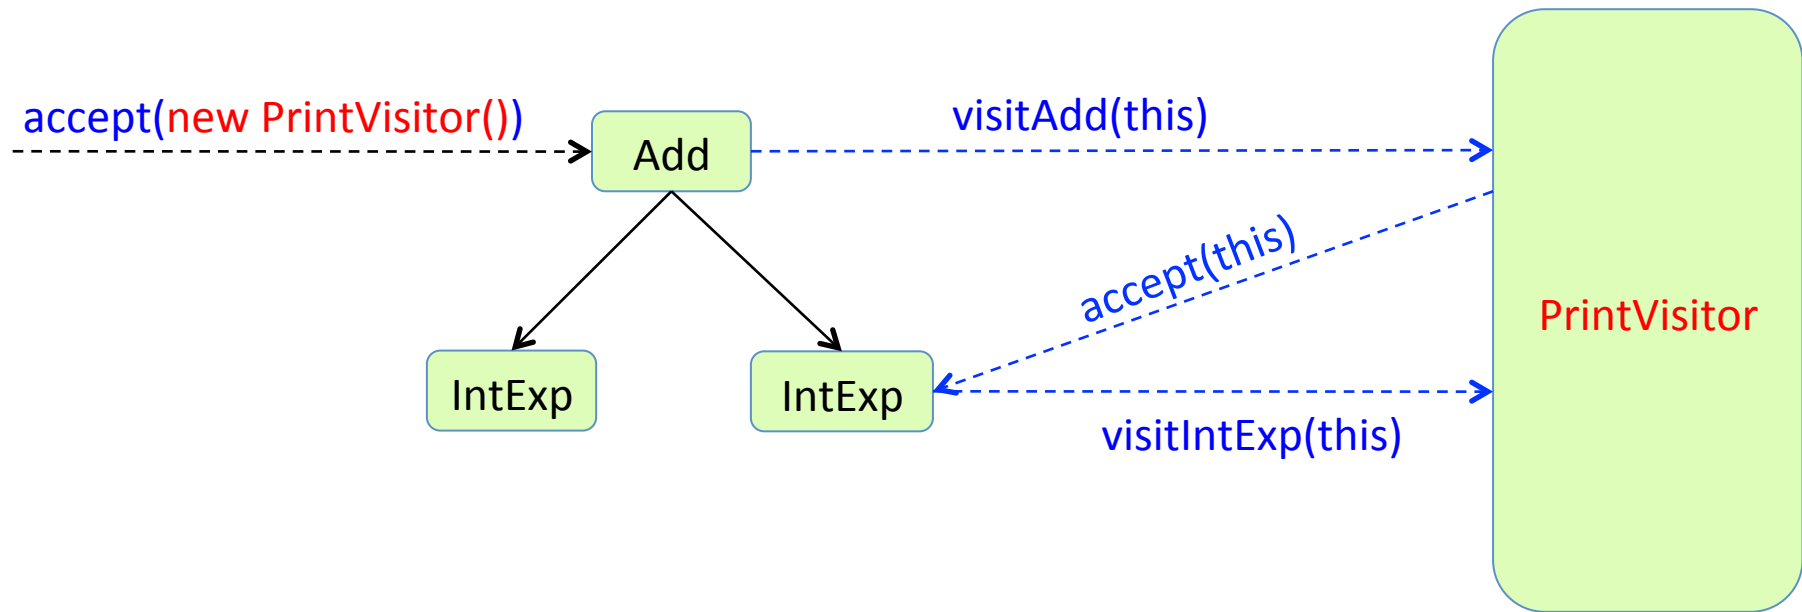 accept(new PrintVisitor())
Add
visitAdd(this)
accept(this)
PrintVisitor
IntExp
IntExp
visitIntExp(this)